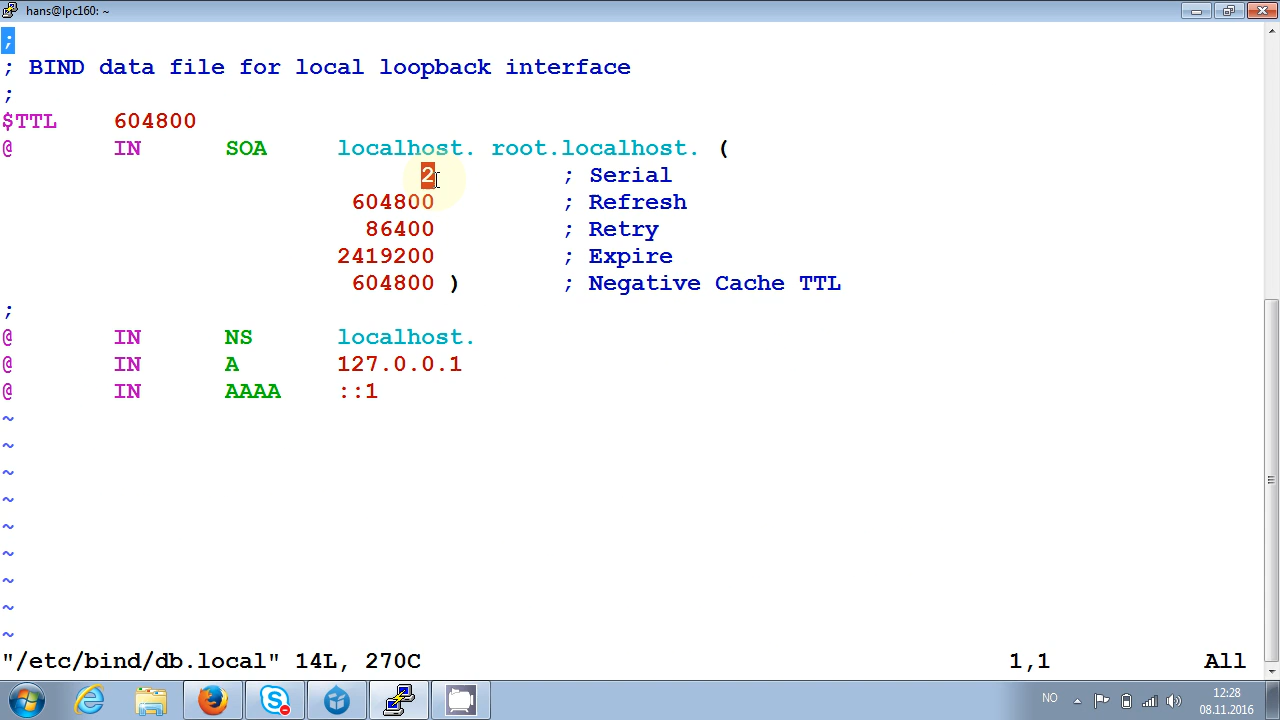 hans@lpc160: ~
;
; BIND data file for local loopback interface
;
$TTL 604800
@ IN SOA localhost. root.localhost. (
2 ; Serial
604800 ; Refresh
86400 ; Retry
2419200 ; Expire
604800 ) ; Negative Cache TTL
;
@ IN NS localhost.
@ IN A 127.0.0.1
@ IN AAAA ::1
~
~
~
~
~
~
~
~
~
"/etc/bind/db.local" 14L, 270C 1,1 All
NO 12:28
08.11.2016